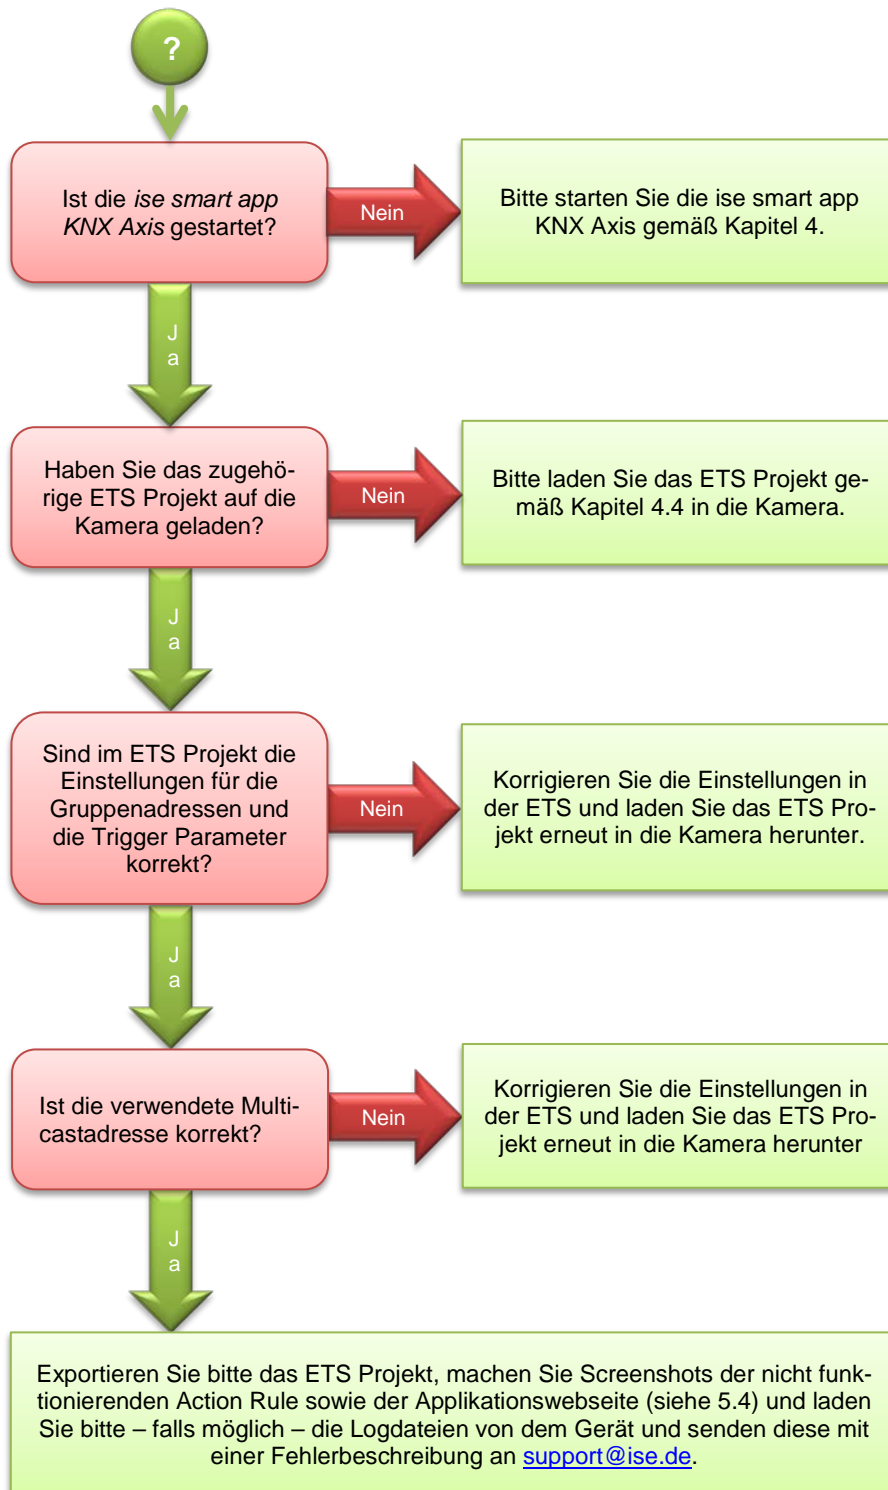 ?
Ist die ise smart app
KNX Axis gestartet?
Nein
Bitte starten Sie die ise smart app
KNX Axis gemäß Kapitel 4.
J
a
Haben Sie das zugehö-
rige ETS Projekt auf die
Kamera geladen?
Nein
Bitte laden Sie das ETS Projekt ge-
mäß Kapitel 4.4 in die Kamera.
J
a
Sind im ETS Projekt die
Einstellungen für die
Gruppenadressen und
die Trigger Parameter
korrekt?
Nein
Korrigieren Sie die Einstellungen in
der ETS und laden Sie das ETS Pro-
jekt erneut in die Kamera herunter.
J
a
Ist die verwendete Multi-
castadresse korrekt?
Nein
Korrigieren Sie die Einstellungen in
der ETS und laden Sie das ETS Pro-
jekt erneut in die Kamera herunter
J
a
Exportieren Sie bitte das ETS Projekt, machen Sie Screenshots der nicht funk-
tionierenden Action Rule sowie der Applikationswebseite (siehe 5.4) und laden
Sie bitte – falls möglich – die Logdateien von dem Gerät und senden diese mit
einer Fehlerbeschreibung an support@ise.de.